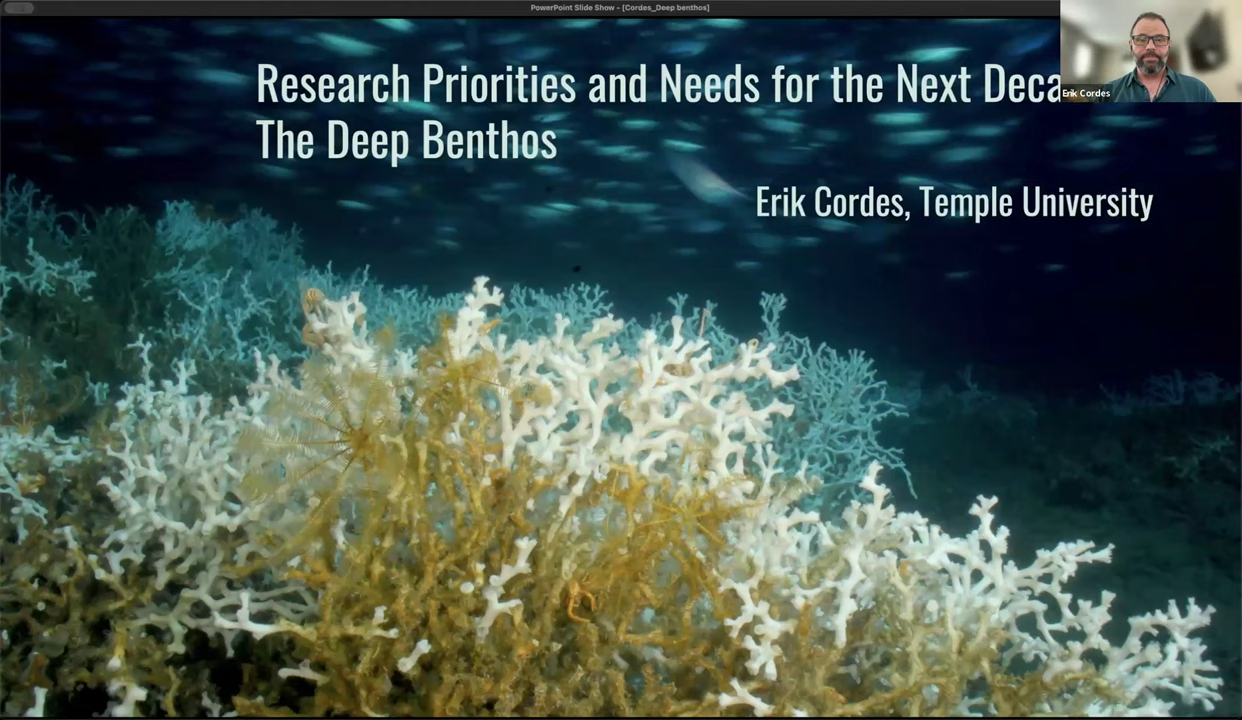 PowerPoint Slide Show - [Cordes_Deep benthos]
Research Priorities and Needs for the Next Deca
The Deep Benthos
Erik Cordes, Temple University
Erik Cordes